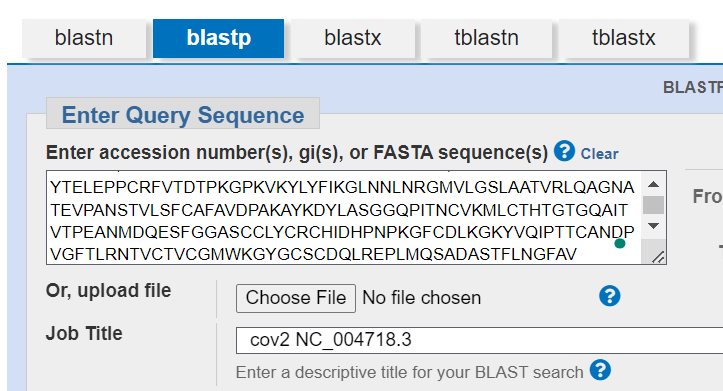 blastn blastp blastx tblastn tblastx
BLASTP
Enter Query Sequence
Enter accession number(s), gi(s), or FASTA sequence(s) ? Clear
YTELEPPCRFVTDTPKGPKVKYLYFIKGLNNLNRGMVLGSLAATVRLQAGNA
TEVPANSTVLSFCAFAVDPAKAYKDYLASGGQPITNCVKMLCTHTGTGQAIT
VTPEANMDQESFGGASCCLYCRCHIDHPNPKGFCDLKGKYVQIPTTCANDP
VGFTLRNTVCTVCGMWKGYGCSCDQLREPLMQSADASTFLNGFAV
Fro
Or, upload file Choose File No file chosen ?
Job Title cov2 NC_004718.3
Enter a descriptive title for your BLAST search ?